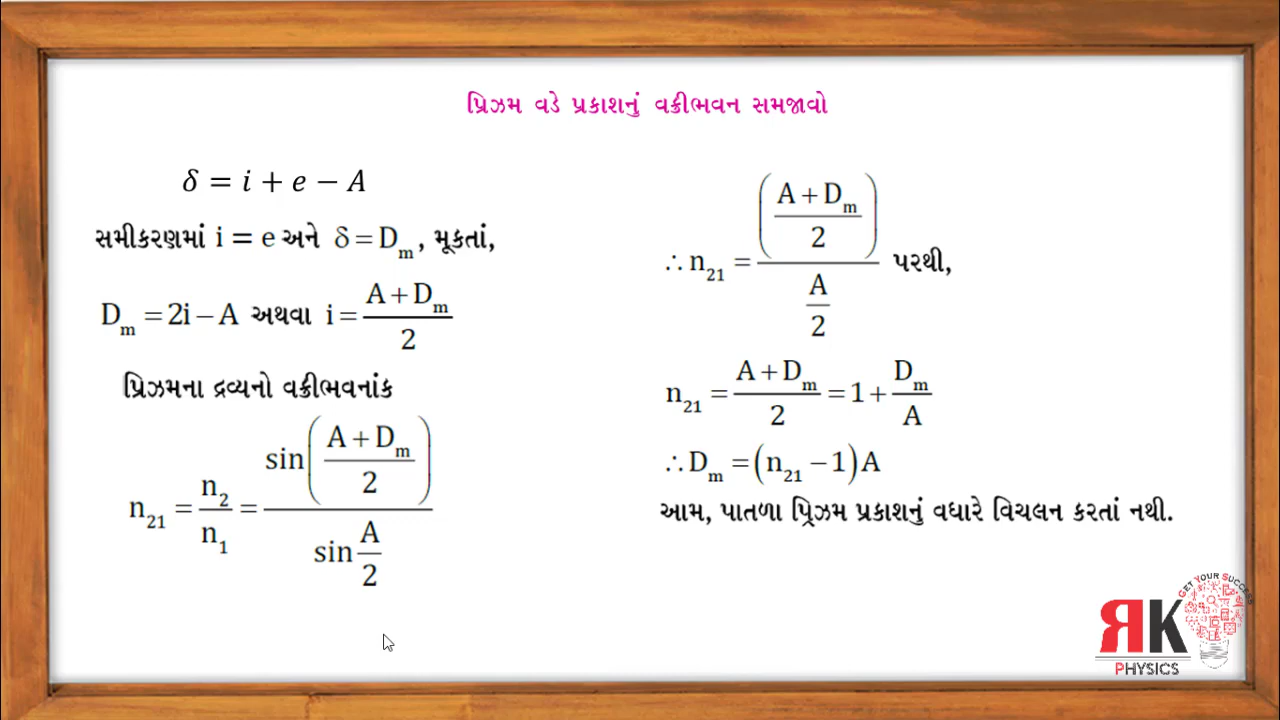 પ્રિઝમ વડે પ્રકાશનું વક્રીભવન સમજાવો
δ = i + e − A
સમીકરણમાં i = e અને δ = Dₘ, મૂકતાં,
Dₘ = 2i − A અથવા i = (A + Dₘ)/2
પ્રિઝમના દ્રવ્યનો વક્રીભવનાંક
n₂₁ = n₂/n₁ = sin((A + Dₘ)/2) / sin(A/2)
∴ n₂₁ = ((A + Dₘ)/2) / (A/2) પરથી,
n₂₁ = (A + Dₘ)/2 = 1 + Dₘ/A
∴ Dₘ = (n₂₁ − 1)A
આમ, પાતળા પ્રિઝમ પ્રકાશનું વધારે વિચલન કરતાં નથી.
GET YOUR SUCCESS
ЯK
PHYSICS